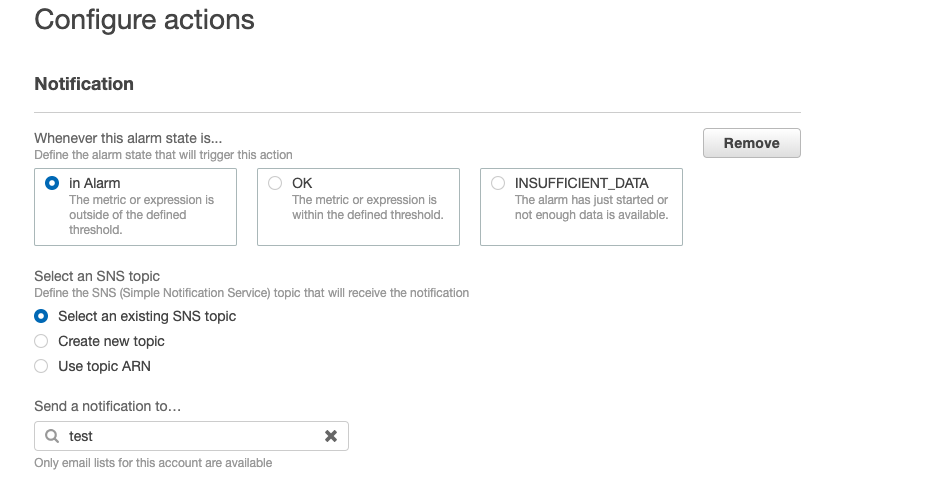 Configure actions
Notification
Whenever this alarm state is...
Define the alarm state that will trigger this action
Remove
in Alarm
The metric or expression is
outside of the defined
threshold.
OK
The metric or expression is
within the defined threshold.
INSUFFICIENT_DATA
The alarm has just started or
not enough data is available.
Select an SNS topic
Define the SNS (Simple Notification Service) topic that will receive the notification
Select an existing SNS topic
Create new topic
Use topic ARN
Send a notification to…
test
Only email lists for this account are available